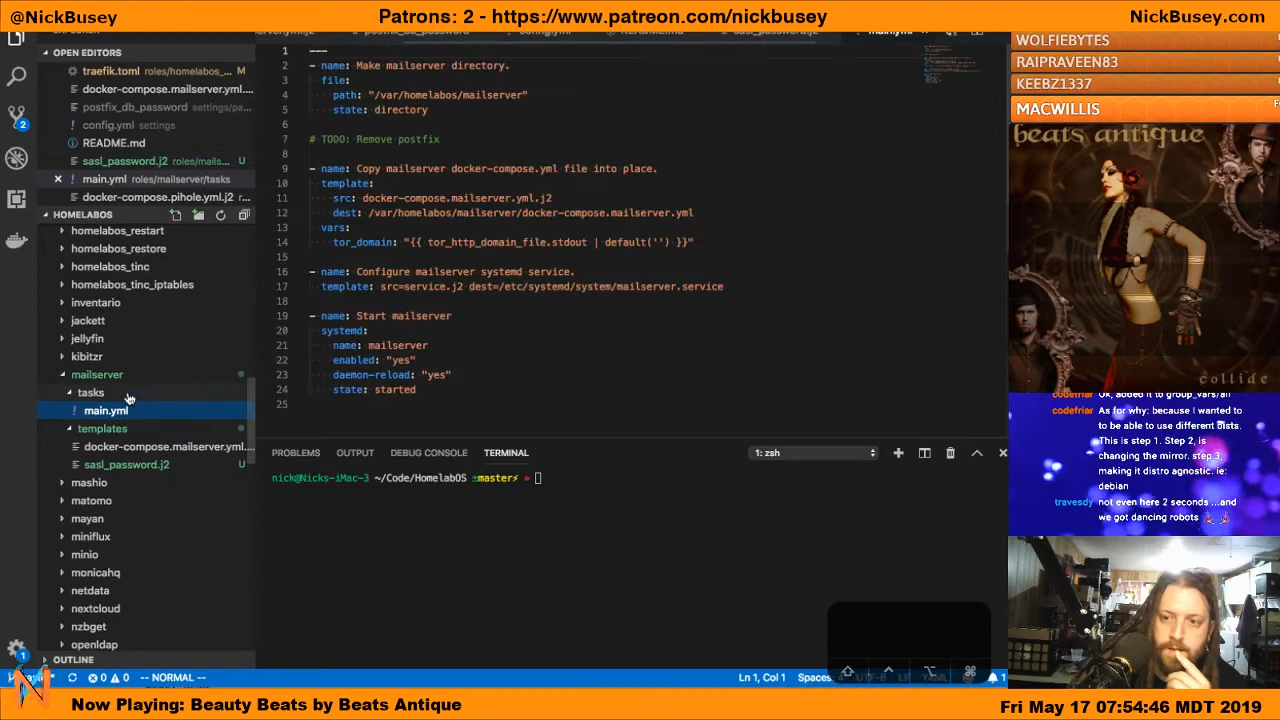 @NickBusey
Patrons: 2 - https://www.patreon.com/nickbusey
NickBusey.com
OPEN EDITORS
traefik.toml roles/homelabos_... M
docker-compose.mailserver.yml....
postfix_db_password settings/pa...
config.yml settings
README.md
sasl_password.j2 roles/mails... U
main.yml roles/mailserver/tasks
docker-compose.pihole.yml.j2 r...
HOMELABOS
homelabos_restart
homelabos_restore
homelabos_tinc
homelabos_tinc_iptables
inventario
jackett
jellyfin
kibitzr
mailserver
tasks
! main.yml
templates
docker-compose.mailserver.yml....
sasl_password.j2 U
mashio
matomo
mayan
miniflux
minio
monicahq
netdata
nextcloud
nzbget
openldap
OUTLINE
1 ---
2 - name: Make mailserver directory.
3 file:
4 path: "/var/homelabos/mailserver"
5 state: directory
6
7 # TODO: Remove postfix
8
9 - name: Copy mailserver docker-compose.yml file into place.
10 template:
11 src: docker-compose.mailserver.yml.j2
12 dest: /var/homelabos/mailserver/docker-compose.mailserver.yml
13 vars:
14 tor_domain: "{{ tor_http_domain_file.stdout | default('') }}"
15
16 - name: Configure mailserver systemd service.
17 template: src=service.j2 dest=/etc/systemd/system/mailserver.service
18
19 - name: Start mailserver
20 systemd:
21 name: mailserver
22 enabled: "yes"
23 daemon-reload: "yes"
24 state: started
25
PROBLEMS OUTPUT DEBUG CONSOLE TERMINAL 1: zsh
nick@Nicks-iMac-3 ~/Code/HomelabOS ±master⚡ »
WOLFIEBYTES
RAIPRAVEEN83
KEEBZ1337
MACWILLIS
beats antique
collide
codefriar Ok, added it to group_vars/all
codefriar As for why: because I wanted to
be able to use different dists.
This is step 1. Step 2, is
changing the mirror. step 3,
making it distro agnostic. ie:
debian
travesdy not even here 2 seconds ...and
we got dancing robots
0 0 -- NORMAL -- Ln 1, Col 1 1
Now Playing: Beauty Beats by Beats Antique
Fri May 17 07:54:46 MDT 2019